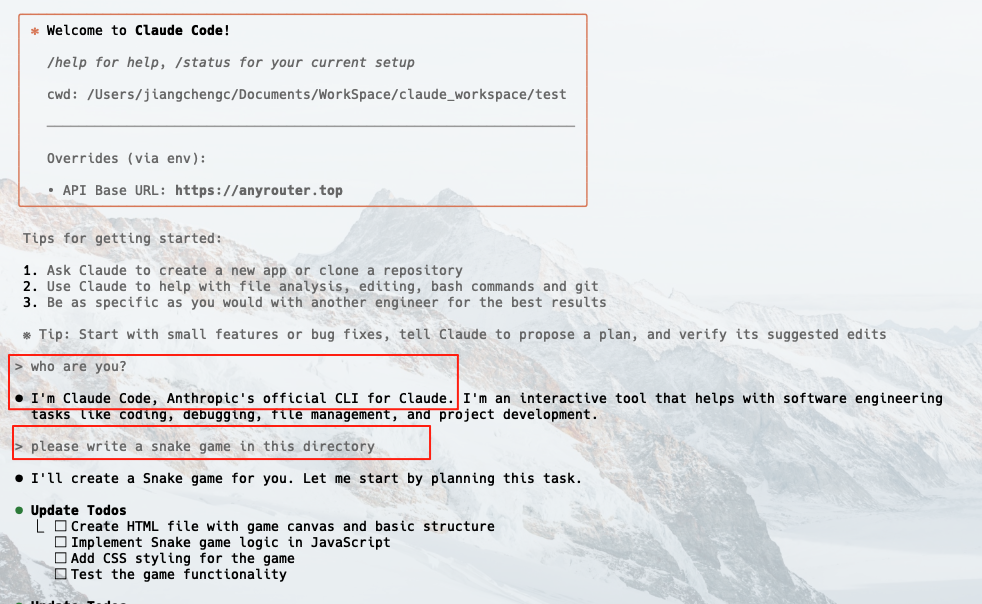 * Welcome to Claude Code!
/help for help, /status for your current setup
cwd: /Users/jiangchengc/Documents/WorkSpace/claude_workspace/test
Overrides (via env):
• API Base URL: https://anyrouter.top
Tips for getting started:
1. Ask Claude to create a new app or clone a repository
2. Use Claude to help with file analysis, editing, bash commands and git
3. Be as specific as you would with another engineer for the best results
※ Tip: Start with small features or bug fixes, tell Claude to propose a plan, and verify its suggested edits
> who are you?
● I'm Claude Code, Anthropic's official CLI for Claude. I'm an interactive tool that helps with software engineering
tasks like coding, debugging, file management, and project development.
> please write a snake game in this directory
● I'll create a Snake game for you. Let me start by planning this task.
● Update Todos
⎿ ☐ Create HTML file with game canvas and basic structure
☐ Implement Snake game logic in JavaScript
☐ Add CSS styling for the game
☐ Test the game functionality
● Update Todos